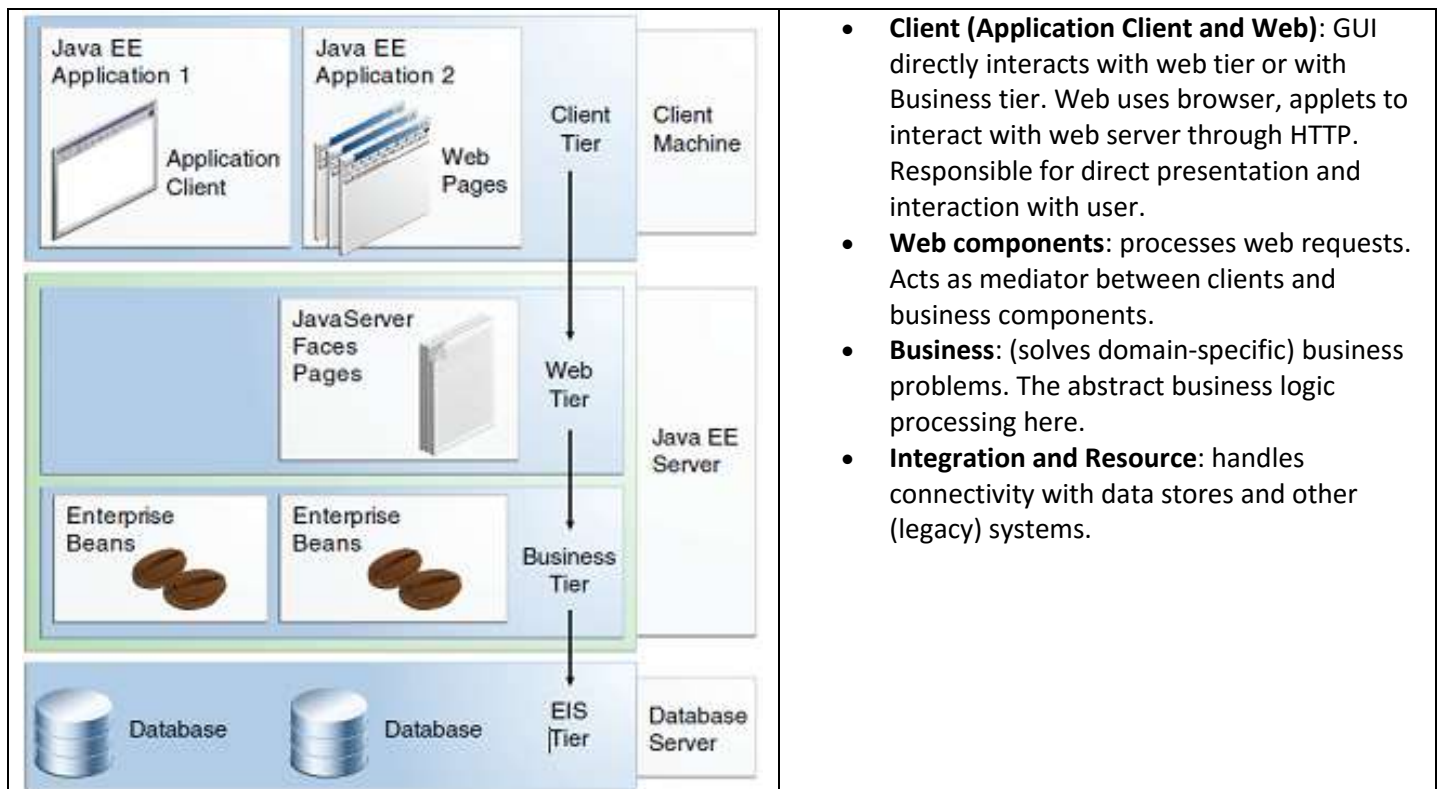 Java EE
Application 1
Application
Client
Java EE
Application 2
Web
Pages
Client
Tier
Client
Machine
JavaServer
Faces
Pages
Web
Tier
Java EE
Server
Enterprise
Beans
Enterprise
Beans
Business
Tier
Database
Database
EIS
Tier
Database
Server
• Client (Application Client and Web): GUI
directly interacts with web tier or with
Business tier. Web uses browser, applets to
interact with web server through HTTP.
Responsible for direct presentation and
interaction with user.
• Web components: processes web requests.
Acts as mediator between clients and
business components.
• Business: (solves domain-specific) business
problems. The abstract business logic
processing here.
• Integration and Resource: handles
connectivity with data stores and other
(legacy) systems.